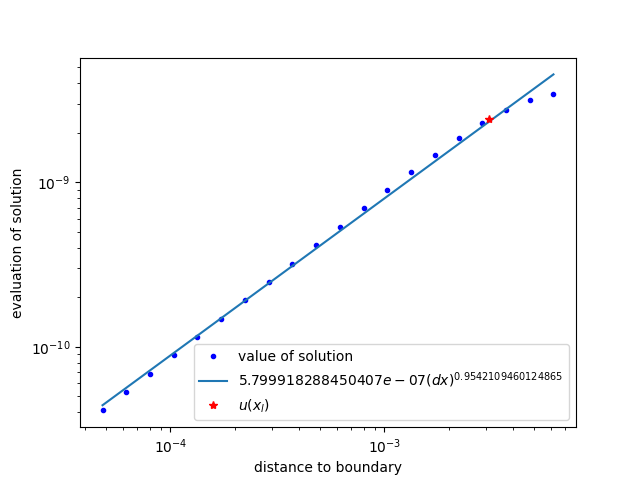 10⁻⁹
10⁻¹⁰
evaluation of solution
value of solution
5.799918288450407e − 07(dx)^0.9542109460124865
u(x_l)
10⁻⁴
10⁻³
distance to boundary